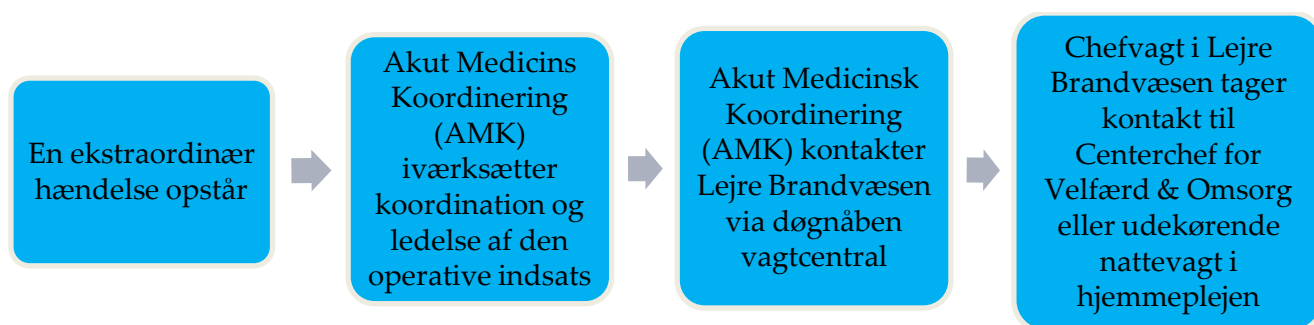 En ekstraordinær
hændelse opstår
Akut Medicins
Koordinering
(AMK)
iværksætter
koordination og
ledelse af den
operative indsats
Akut Medicinsk
Koordinering
(AMK) kontakter
Lejre Brandvæsen
via døgnåben
vagtcentral
Chefvagt i Lejre
Brandvæsen tager
kontakt til
Centerchef for
Velfærd & Omsorg
eller udekørende
nattevagt i
hjemmeplejen